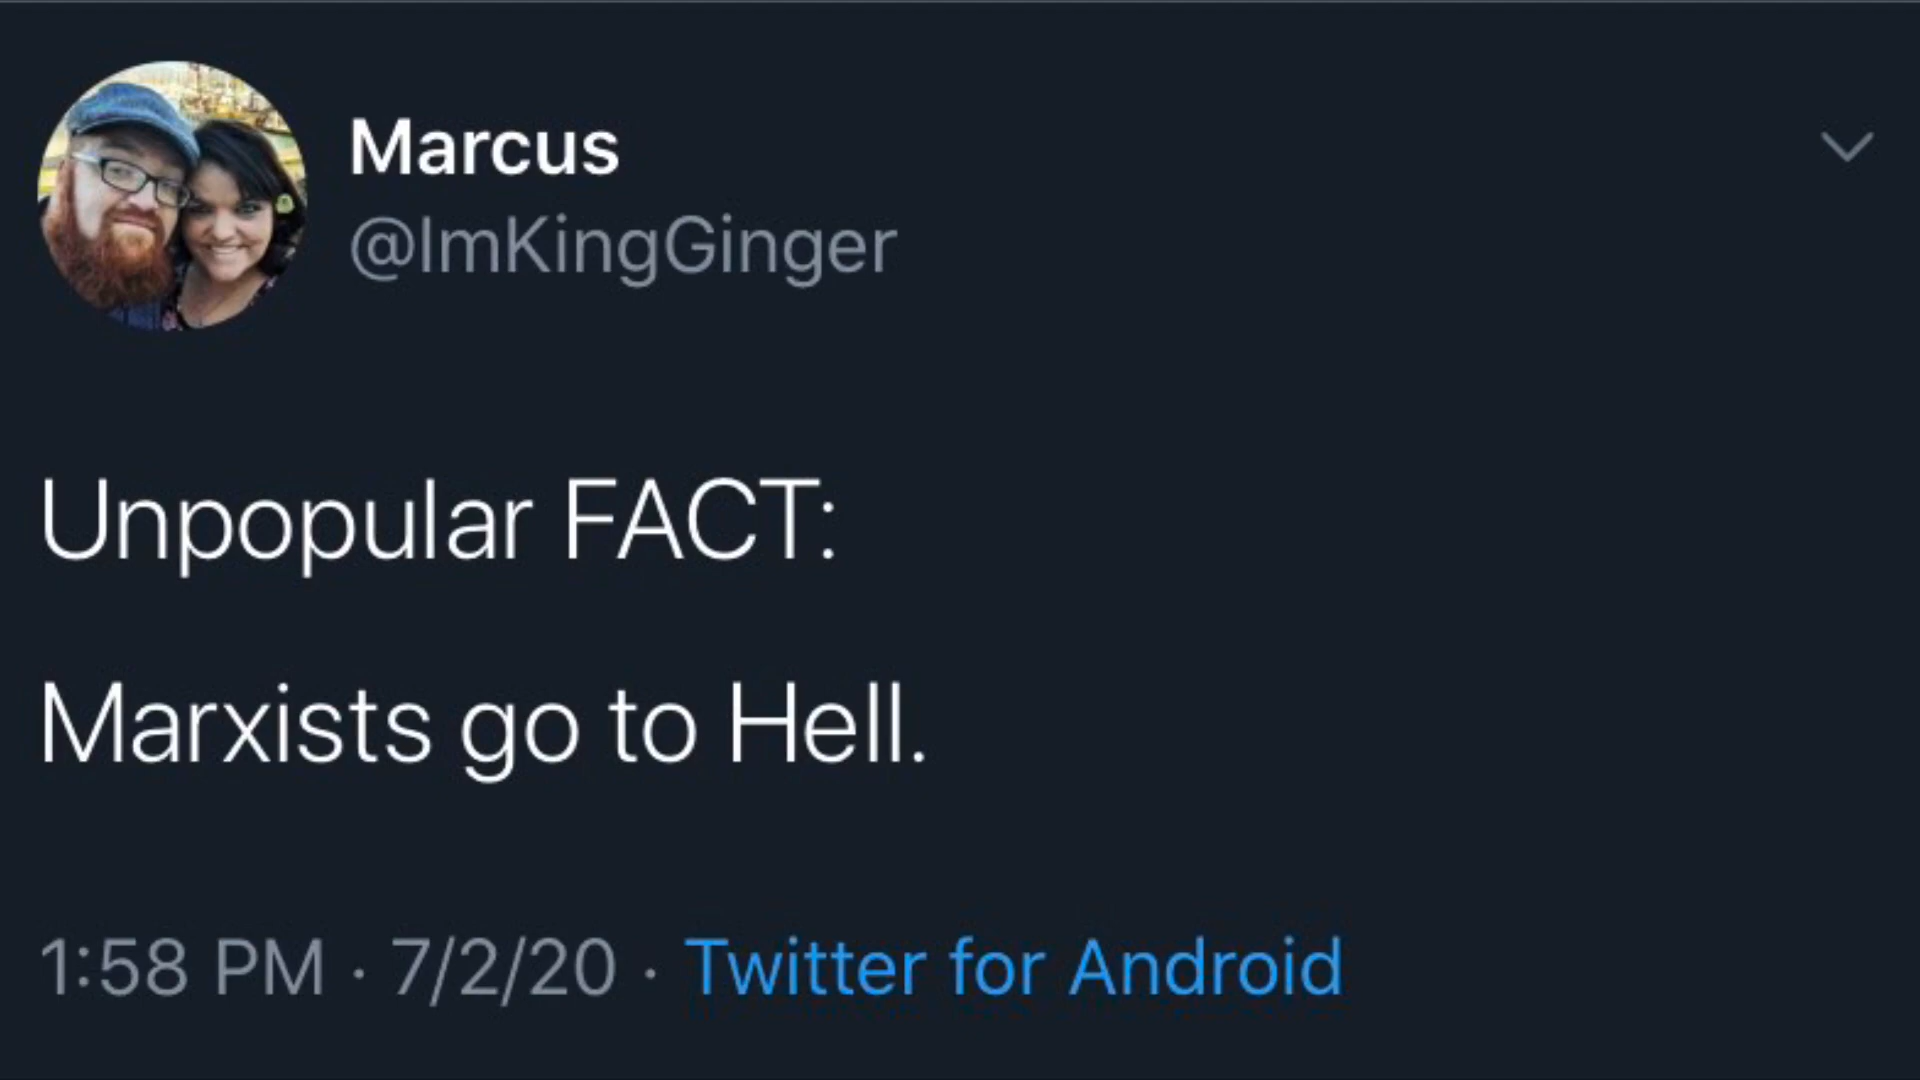 Marcus
@ImKingGinger
Unpopular FACT:
Marxists go to Hell.
1:58 PM · 7/2/20 · Twitter for Android